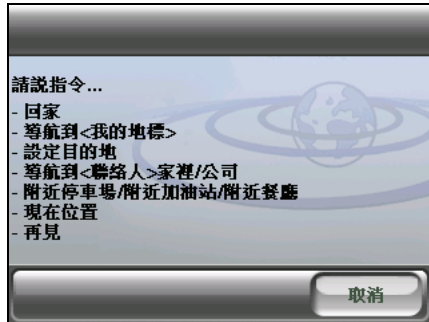 請說指令...
- 回家
- 導航到<我的地標>
- 設定目的地
- 導航到<聯絡人>家裡/公司
- 附近停車場/附近加油站/附近餐廳
- 現在位置
- 再見
取消